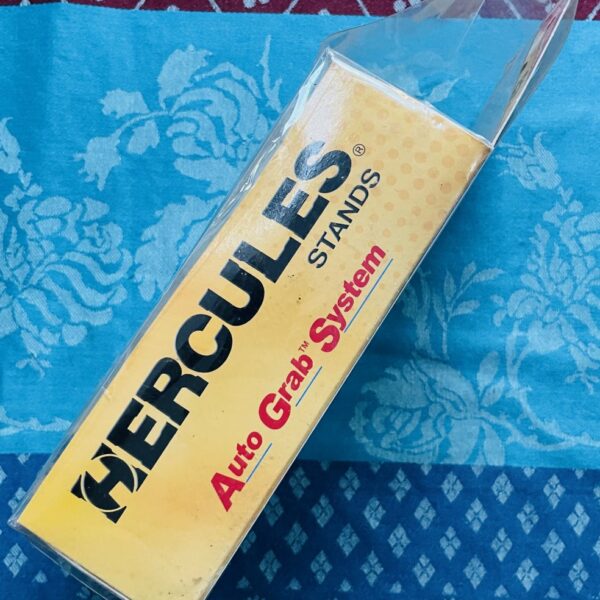 HERCULES®
STANDS
Auto Grab™ System